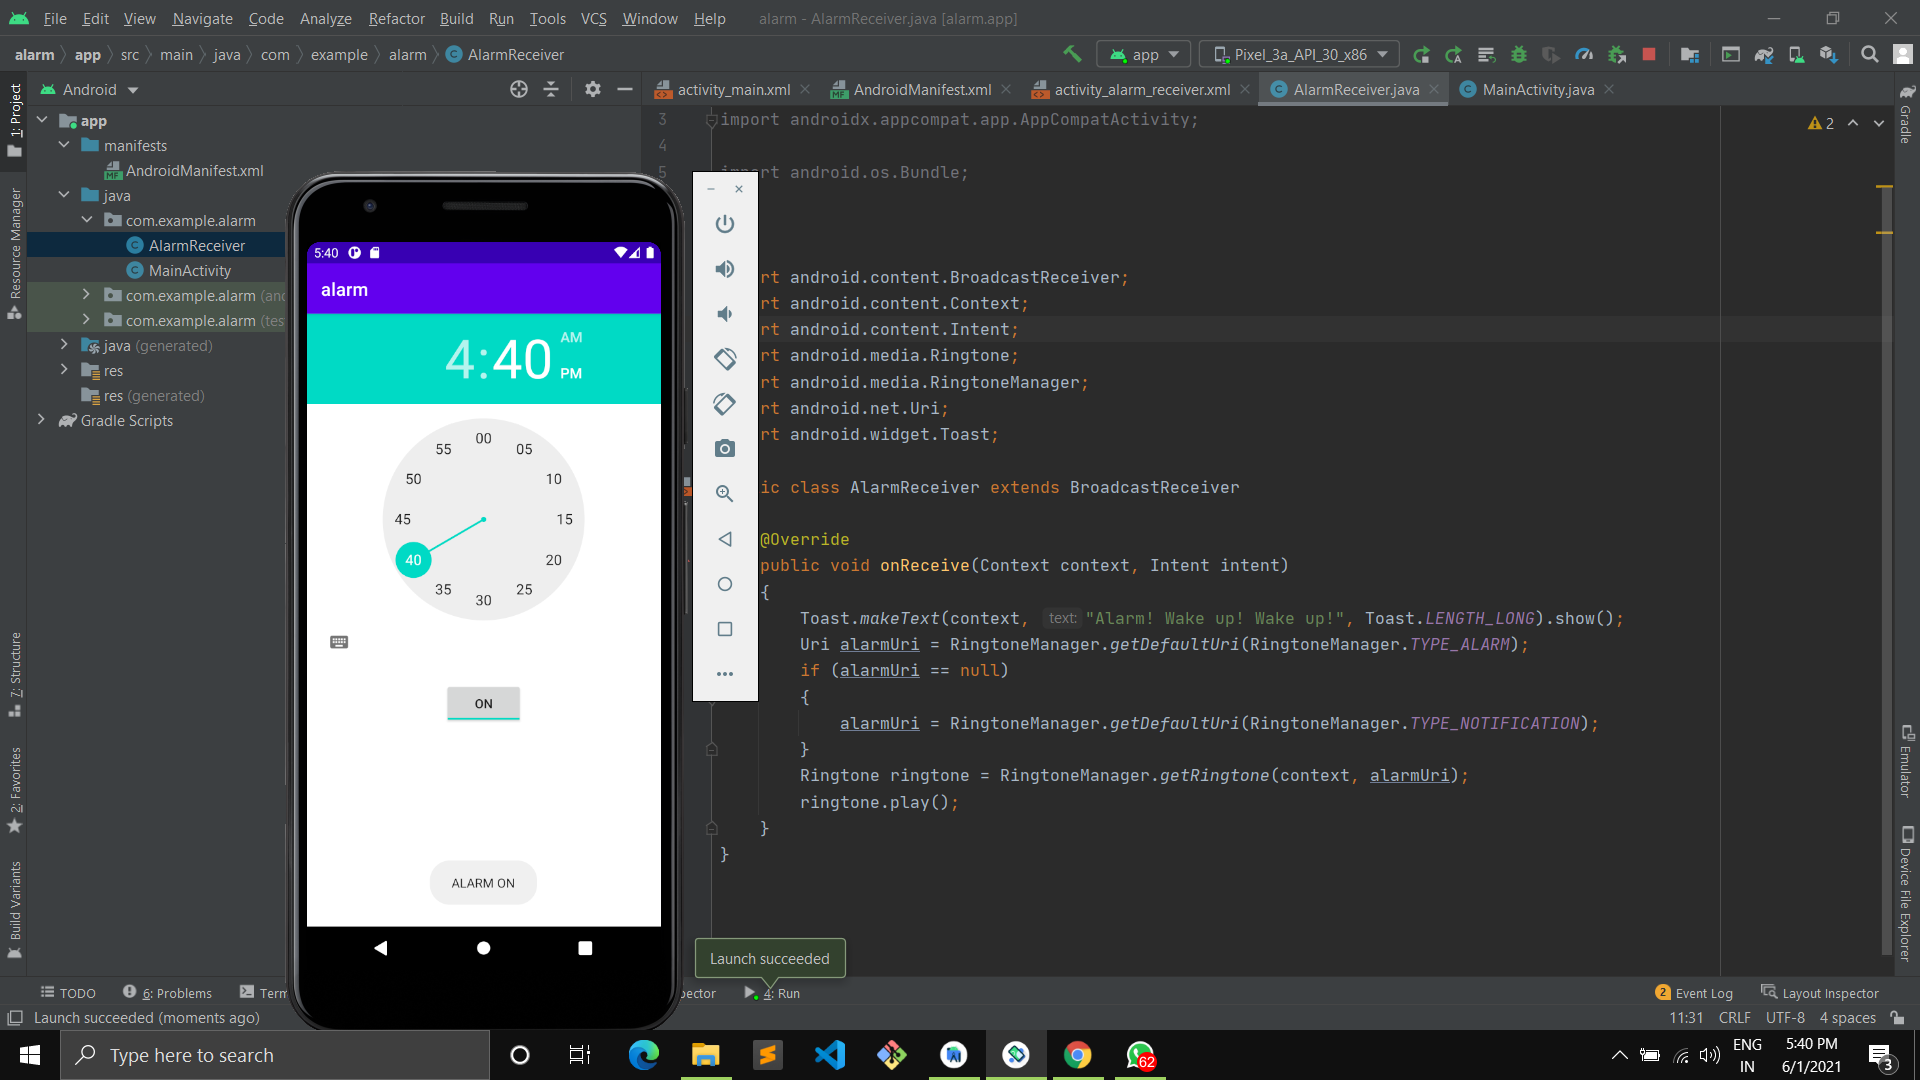 File Edit View Navigate Code Analyze Refactor Build Run Tools VCS Window Help alarm - AlarmReceiver.java [alarm.app]
alarm app src main java com example alarm AlarmReceiver app Pixel_3a_API_30_x86
Android
activity_main.xml AndroidManifest.xml activity_alarm_receiver.xml AlarmReceiver.java MainActivity.java
1: Project
Resource Manager
7: Structure
2: Favorites
Build Variants
app
manifests
AndroidManifest.xml
java
com.example.alarm
AlarmReceiver
MainActivity
com.example.alarm (and
com.example.alarm (tes
java (generated)
res
res (generated)
Gradle Scripts
5:40
alarm
4:40 AM
PM
00
55 05
50 10
45 15
40 20
35 25
30
ON
ALARM ON
3 import androidx.appcompat.app.AppCompatActivity;
4
5 import android.os.Bundle;
rt android.content.BroadcastReceiver;
rt android.content.Context;
rt android.content.Intent;
rt android.media.Ringtone;
rt android.media.RingtoneManager;
rt android.net.Uri;
rt android.widget.Toast;
ic class AlarmReceiver extends BroadcastReceiver
@Override
public void onReceive(Context context, Intent intent)
{
Toast.makeText(context, text: "Alarm! Wake up! Wake up!", Toast.LENGTH_LONG).show();
Uri alarmUri = RingtoneManager.getDefaultUri(RingtoneManager.TYPE_ALARM);
if (alarmUri == null)
{
alarmUri = RingtoneManager.getDefaultUri(RingtoneManager.TYPE_NOTIFICATION);
}
Ringtone ringtone = RingtoneManager.getRingtone(context, alarmUri);
ringtone.play();
}
}
2
Gradle
Emulator
Device File Explorer
Launch succeeded
TODO 6: Problems Term pector 4: Run 2 Event Log Layout Inspector
Launch succeeded (moments ago) 11:31 CRLF UTF-8 4 spaces
Type here to search
62
ENG
IN
5:40 PM
6/1/2021
3